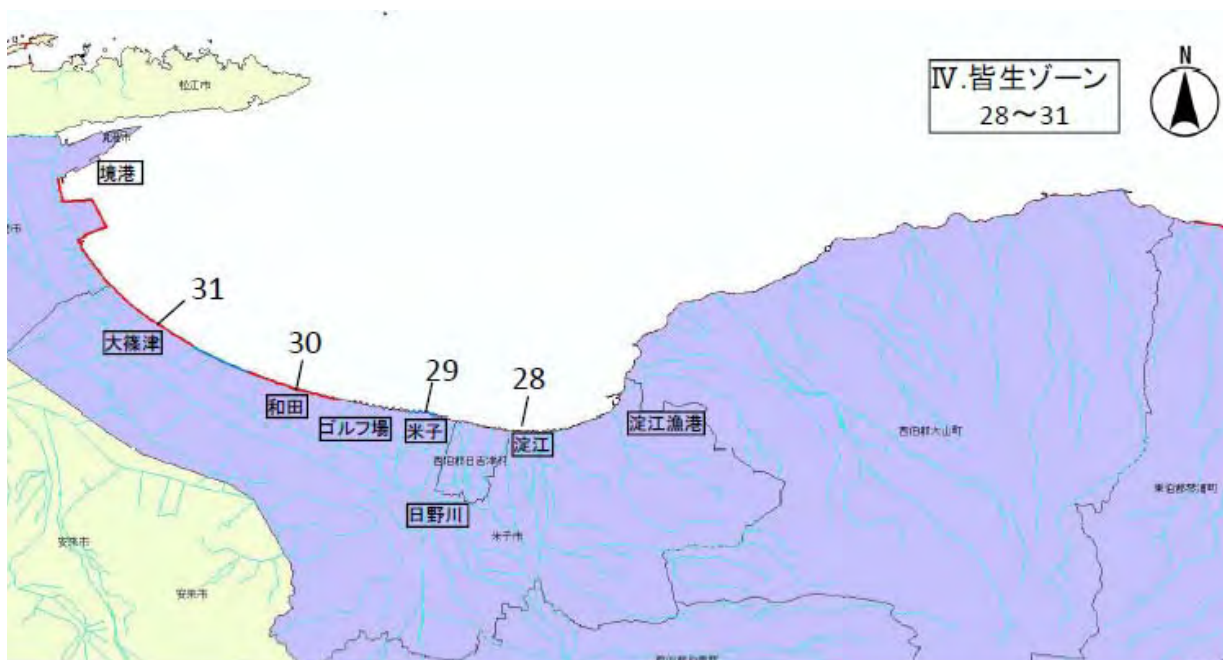 Ⅳ.皆生ゾーン
28～31
N
松江市
境港
31
大篠津
30
和田
ゴルフ場
29
米子
28
淀江
淀江漁港
西伯郡日吉津村
日野川
米子市
西伯郡大山町
東伯郡琴浦町
安来市
安来市